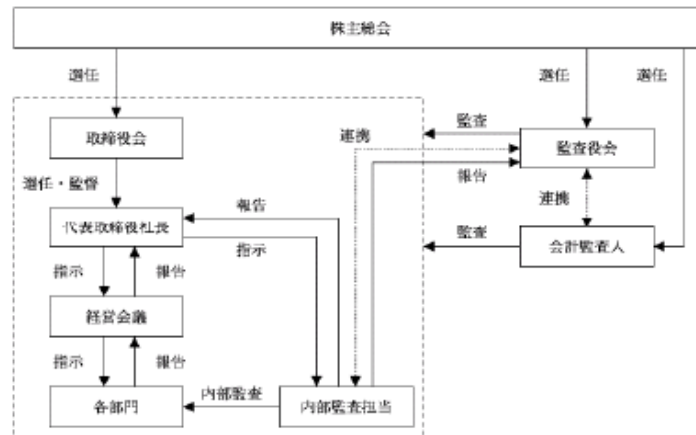 株主総会
選任
選任
選任
取締役会
連携
監査
監査役会
選任・監督
報告
連携
代表取締役社長
報告
指示
監査
会計監査人
指示
報告
経営会議
指示
報告
内部監査
各部門
内部監査担当